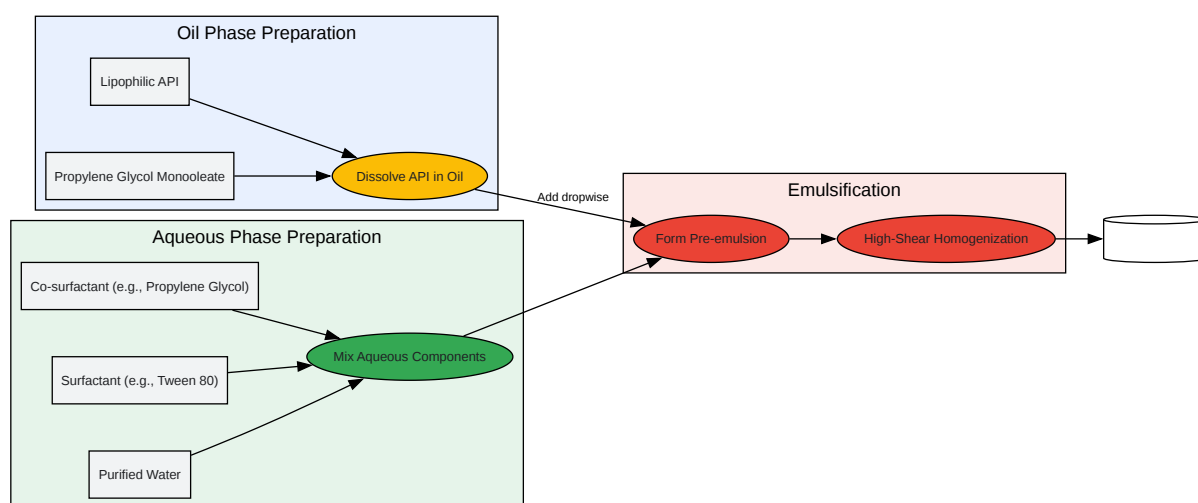 Oil Phase Preparation
Lipophilic API
Propylene Glycol Monooleate
Dissolve API in Oil
Add dropwise
Aqueous Phase Preparation
Co-surfactant (e.g., Propylene Glycol)
Surfactant (e.g., Tween 80)
Purified Water
Mix Aqueous Components
Emulsification
Form Pre-emulsion
High-Shear Homogenization